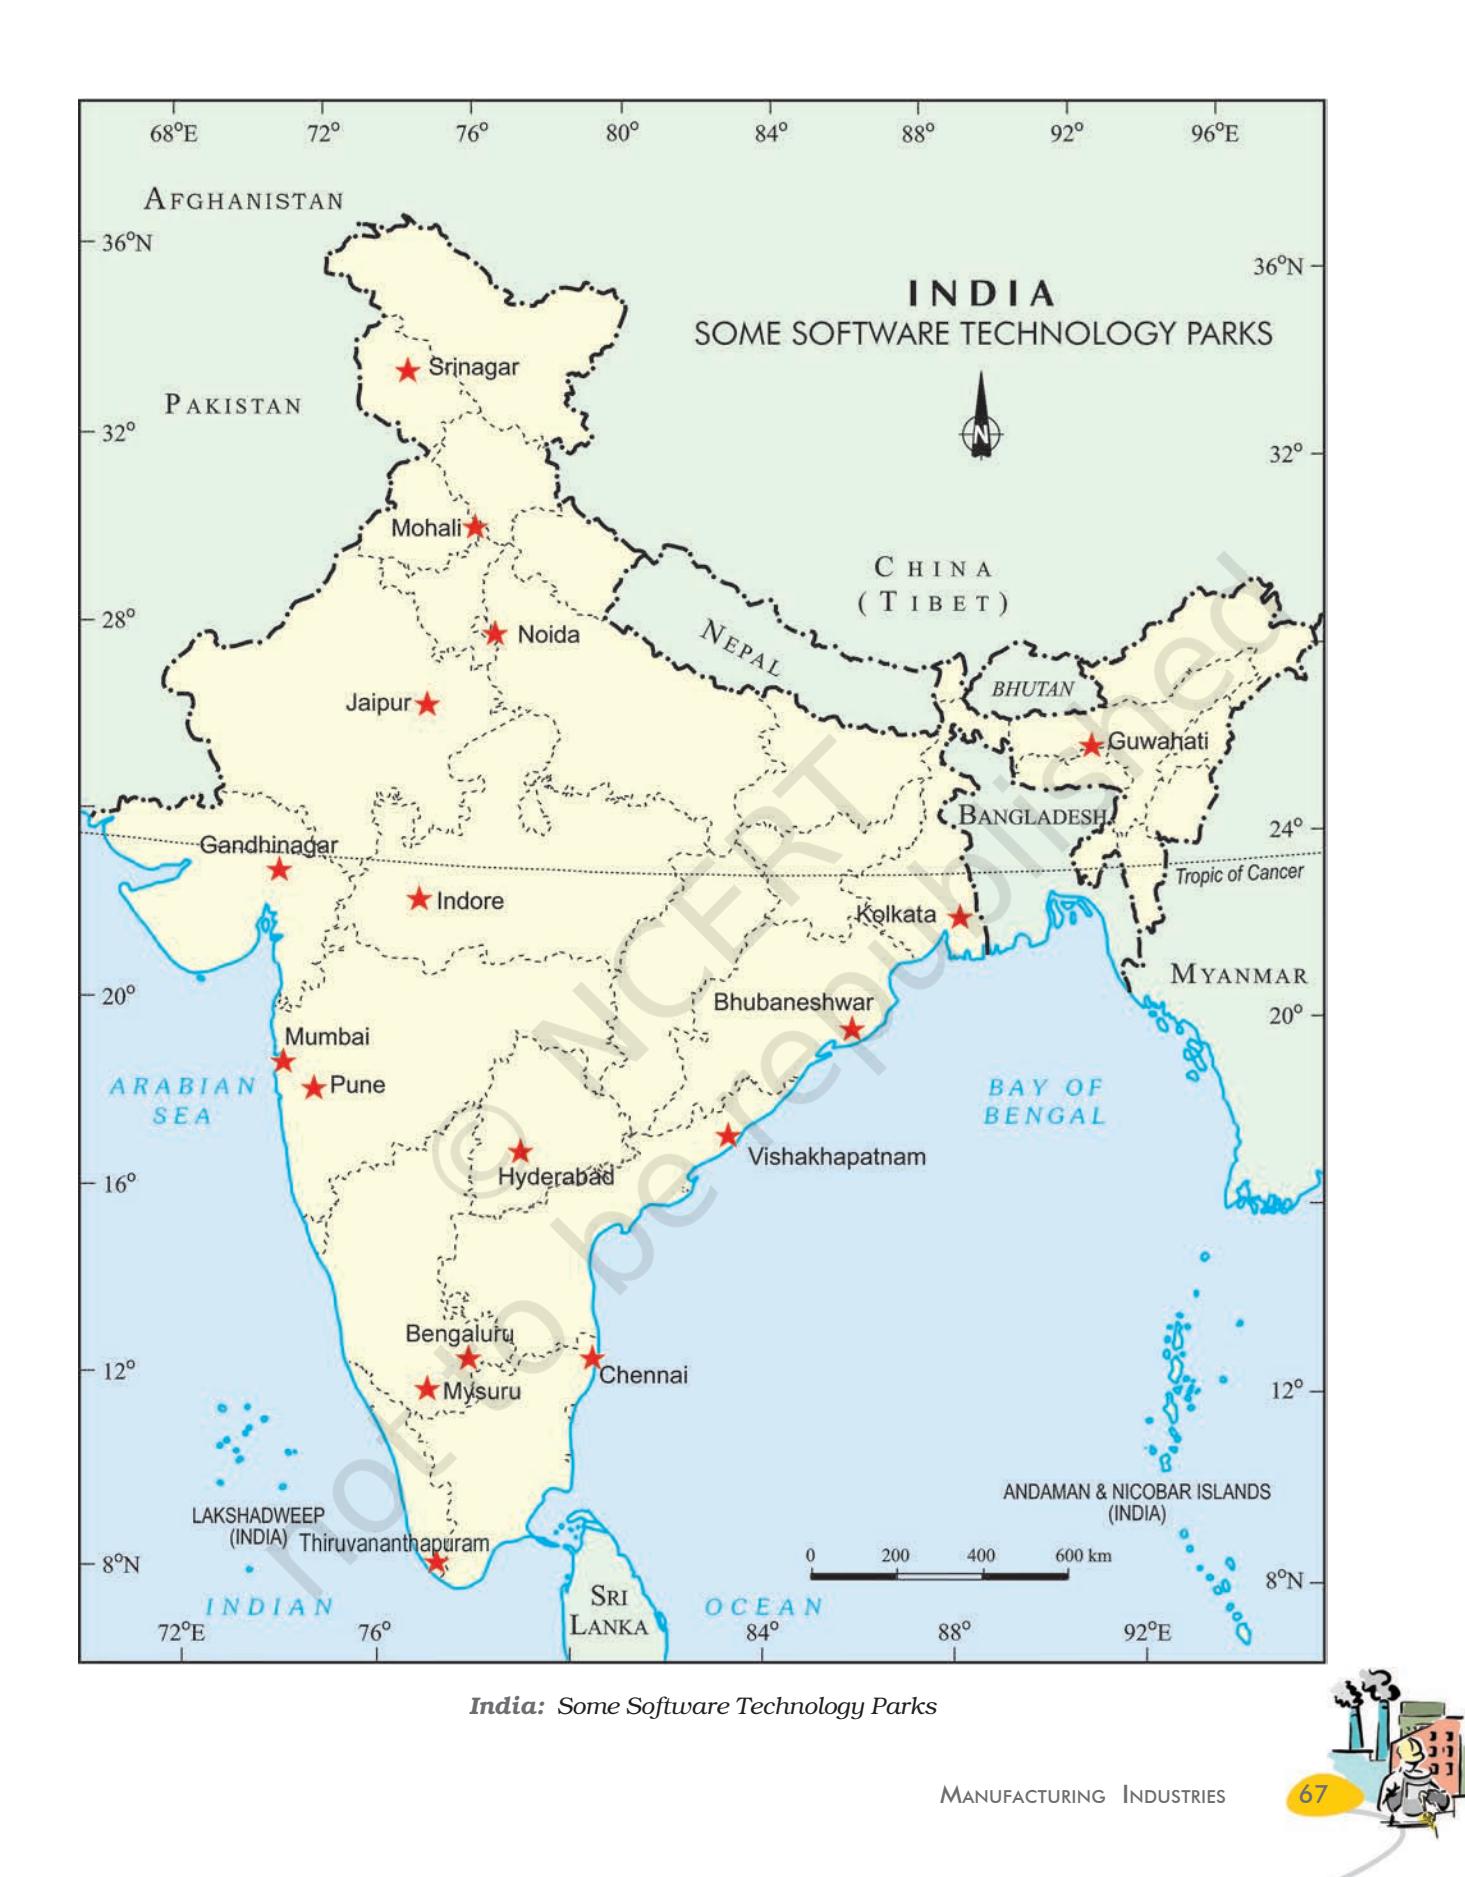 68°E 72° 76° 80° 84° 88° 92° 96°E
AFGHANISTAN
36°N
36°N
INDIA
SOME SOFTWARE TECHNOLOGY PARKS
Srinagar
PAKISTAN
N
32°
32°
Mohali
CHINA
(TIBET)
28°
Noida
NEPAL
BHUTAN
Jaipur
Guwahati
BANGLADESH
24°
Gandhinagar
Tropic of Cancer
Indore
Kolkata
MYANMAR
20°
Bhubaneshwar
20°
Mumbai
Pune
ARABIAN
SEA
BAY OF
BENGAL
Vishakhapatnam
Hyderabad
16°
Bengaluru
12°
Chennai
Mysuru
12°
ANDAMAN & NICOBAR ISLANDS
(INDIA)
LAKSHADWEEP
(INDIA)
Thiruvananthapuram
0 200 400 600 km
8°N
8°N
SRI
LANKA
INDIAN OCEAN
72°E 76° 84° 88° 92°E
© NCERT
not to be republished
India: Some Software Technology Parks
MANUFACTURING INDUSTRIES 67